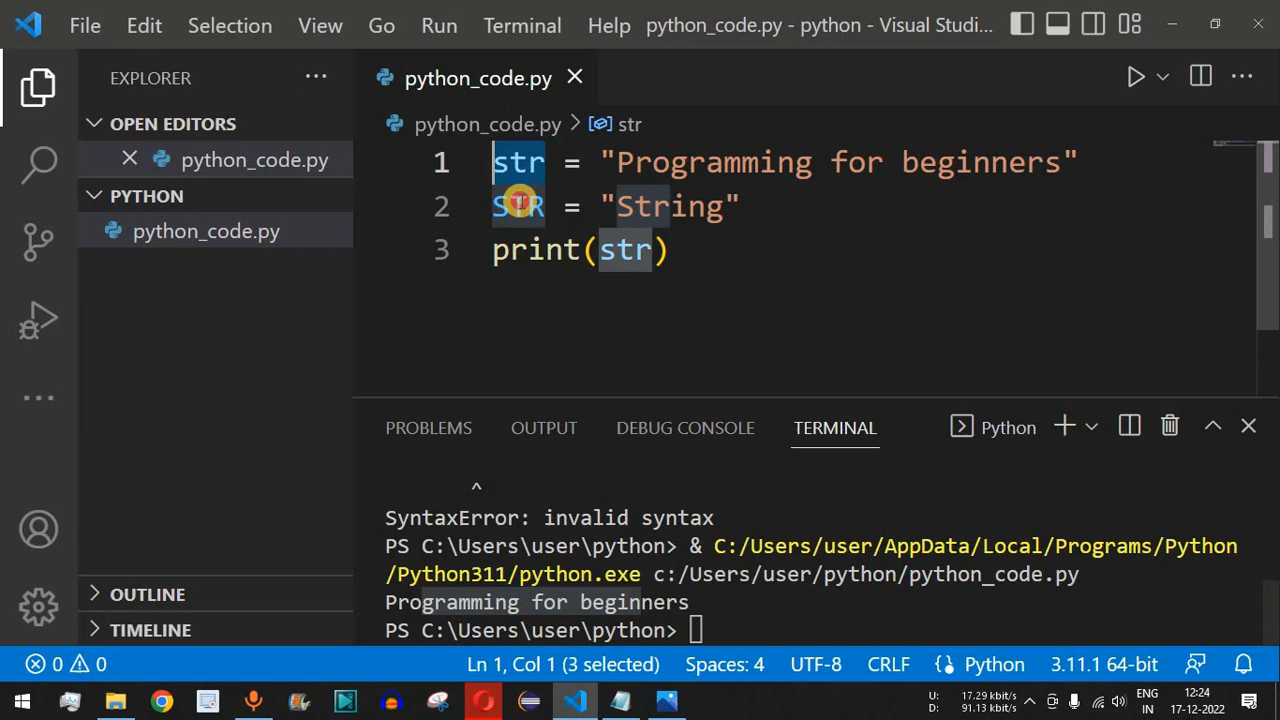 File Edit Selection View Go Run Terminal Help python_code.py - python - Visual Studi...
EXPLORER
OPEN EDITORS
python_code.py
PYTHON
python_code.py
OUTLINE
TIMELINE
python_code.py
python_code.py > str
1 str = "Programming for beginners"
2 STR = "String"
3 print(str)
PROBLEMS OUTPUT DEBUG CONSOLE TERMINAL Python
^
SyntaxError: invalid syntax
PS C:\Users\user\python> & C:/Users/user/AppData/Local/Programs/Python
/Python311/python.exe c:/Users/user/python/python_code.py
Programming for beginners
PS C:\Users\user\python>
0 0 Ln 1, Col 1 (3 selected) Spaces: 4 UTF-8 CRLF Python 3.11.1 64-bit
U: 17.29 kbit/s
D: 91.13 kbit/s
ENG
IN
12:24
17-12-2022